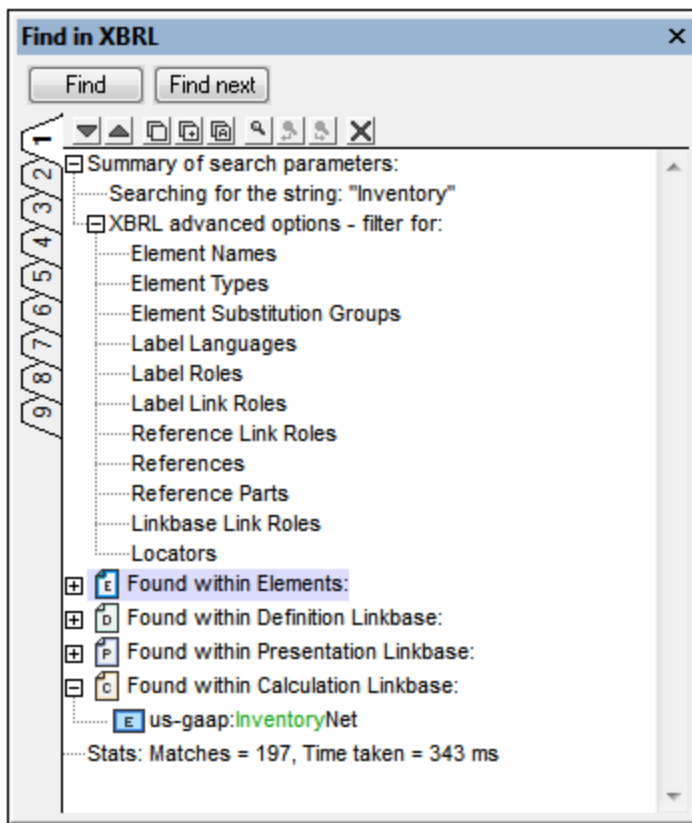 Find in XBRL
Find
Find next
1
2
3
4
5
6
7
8
9
Summary of search parameters:
Searching for the string: "Inventory"
XBRL advanced options - filter for:
Element Names
Element Types
Element Substitution Groups
Label Languages
Label Roles
Label Link Roles
Reference Link Roles
References
Reference Parts
Linkbase Link Roles
Locators
E Found within Elements:
D Found within Definition Linkbase:
P Found within Presentation Linkbase:
C Found within Calculation Linkbase:
E us-gaap:InventoryNet
Stats: Matches = 197, Time taken = 343 ms